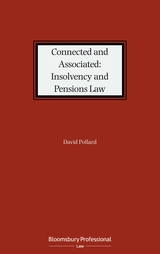 Connected and
Associated:
Insolvency and
Pensions Law
David Pollard
Bloomsbury Professional
Law